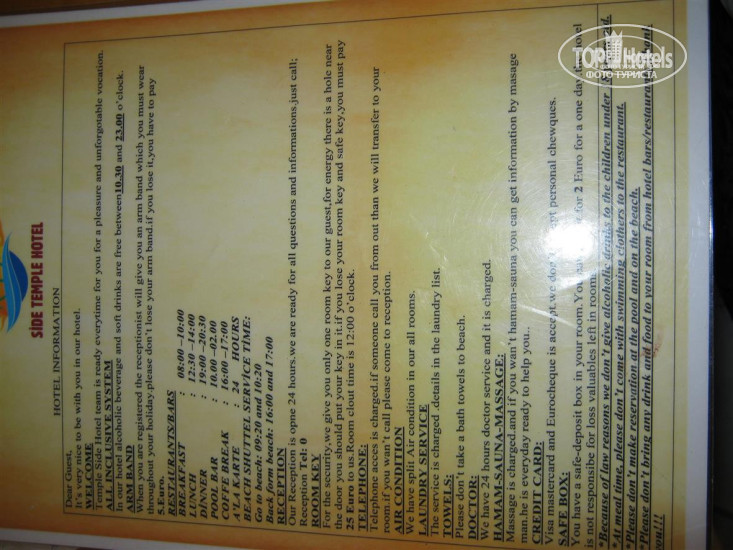 SİDE TEMPLE HOTEL
HOTEL INFORMATION
Dear Guest,
It's very nice to be with you in our hotel.
WELCOME
Temple Side Hotel team is ready everytime for you for a pleasure and unforgotable vocation.
ALL INCLUSIVE SYSTEM
In our hotel alcoholic beverage and soft drinks are free between 10.30 and 23.00 o'clock.
ARM BAND
When you are registered the receptionist will give you an arm band which you must wear
throughout your holiday.please don't lose your arm band.if you lose it,you have to pay
5.Euro.
RESTAURANTS/BARS
BREAKFAST : 08:00 –10:00
LUNCH : 12:30 –14:00
DİNNER : 19:00 –20:30
POOL BAR : 10.00 –02.00
COFFE BREAK : 16:00 –17:00
A'LA KARTE : 24 HOURS
BEACH SHUTTEL SERVICE TİME:
Go to beach: 09:20 and 10:20
Back from beach: 16:00 and 17:00
RECEPTİON
Our Reception is opne 24 hours.we are ready for all questions and informations.just call;
Reception Tel: 0
ROOM KEY
For the security,we give you only one room key to our guest,for energy there is a hole near
the door you should put your key in it.if you lose your room key and safe key,you must pay
25 Euro to us.Room clout time is 12:00 o'clock.
TELEPHONE:
Telephone acces is charged.if someone call you from out than we will transfer to your
room.if you wan't call please come to reception.
AIR CONDITION
We have split Air condition in our all rooms.
LAUNDRY SERVICE
The service is charged .details in the laundry list.
TOWELS:
Please don't take a bath towels to beach.
DOCTOR:
We have 24 hours doctor service and it is charged.
HAMAM-SAUNA-MASSAGE:
Massage is charged.and if you wan't hamam-sauna you can get information by masage
man.he is everyday ready to help you..
CREDIT CARD:
Visa mastercard and Eurocheque is accept.we don't accept personal chewques.
SAFE BOX:
You have a safe-deposit box in your room.You for 2 Euro for a one day hotel
is not responsibe for loss valuables left in room
*Because of law reasons we don't give alcoholic drinks to the children under
*At meal time, please don't come with swimming clothers to the restaurant.
*Please don't make reservation at the pool and on the beach.
*Please don't bring any drink and food to your room from hotel bars/restaurant
you!!!
TOP Hotels
ФОТО ТУРИСТА